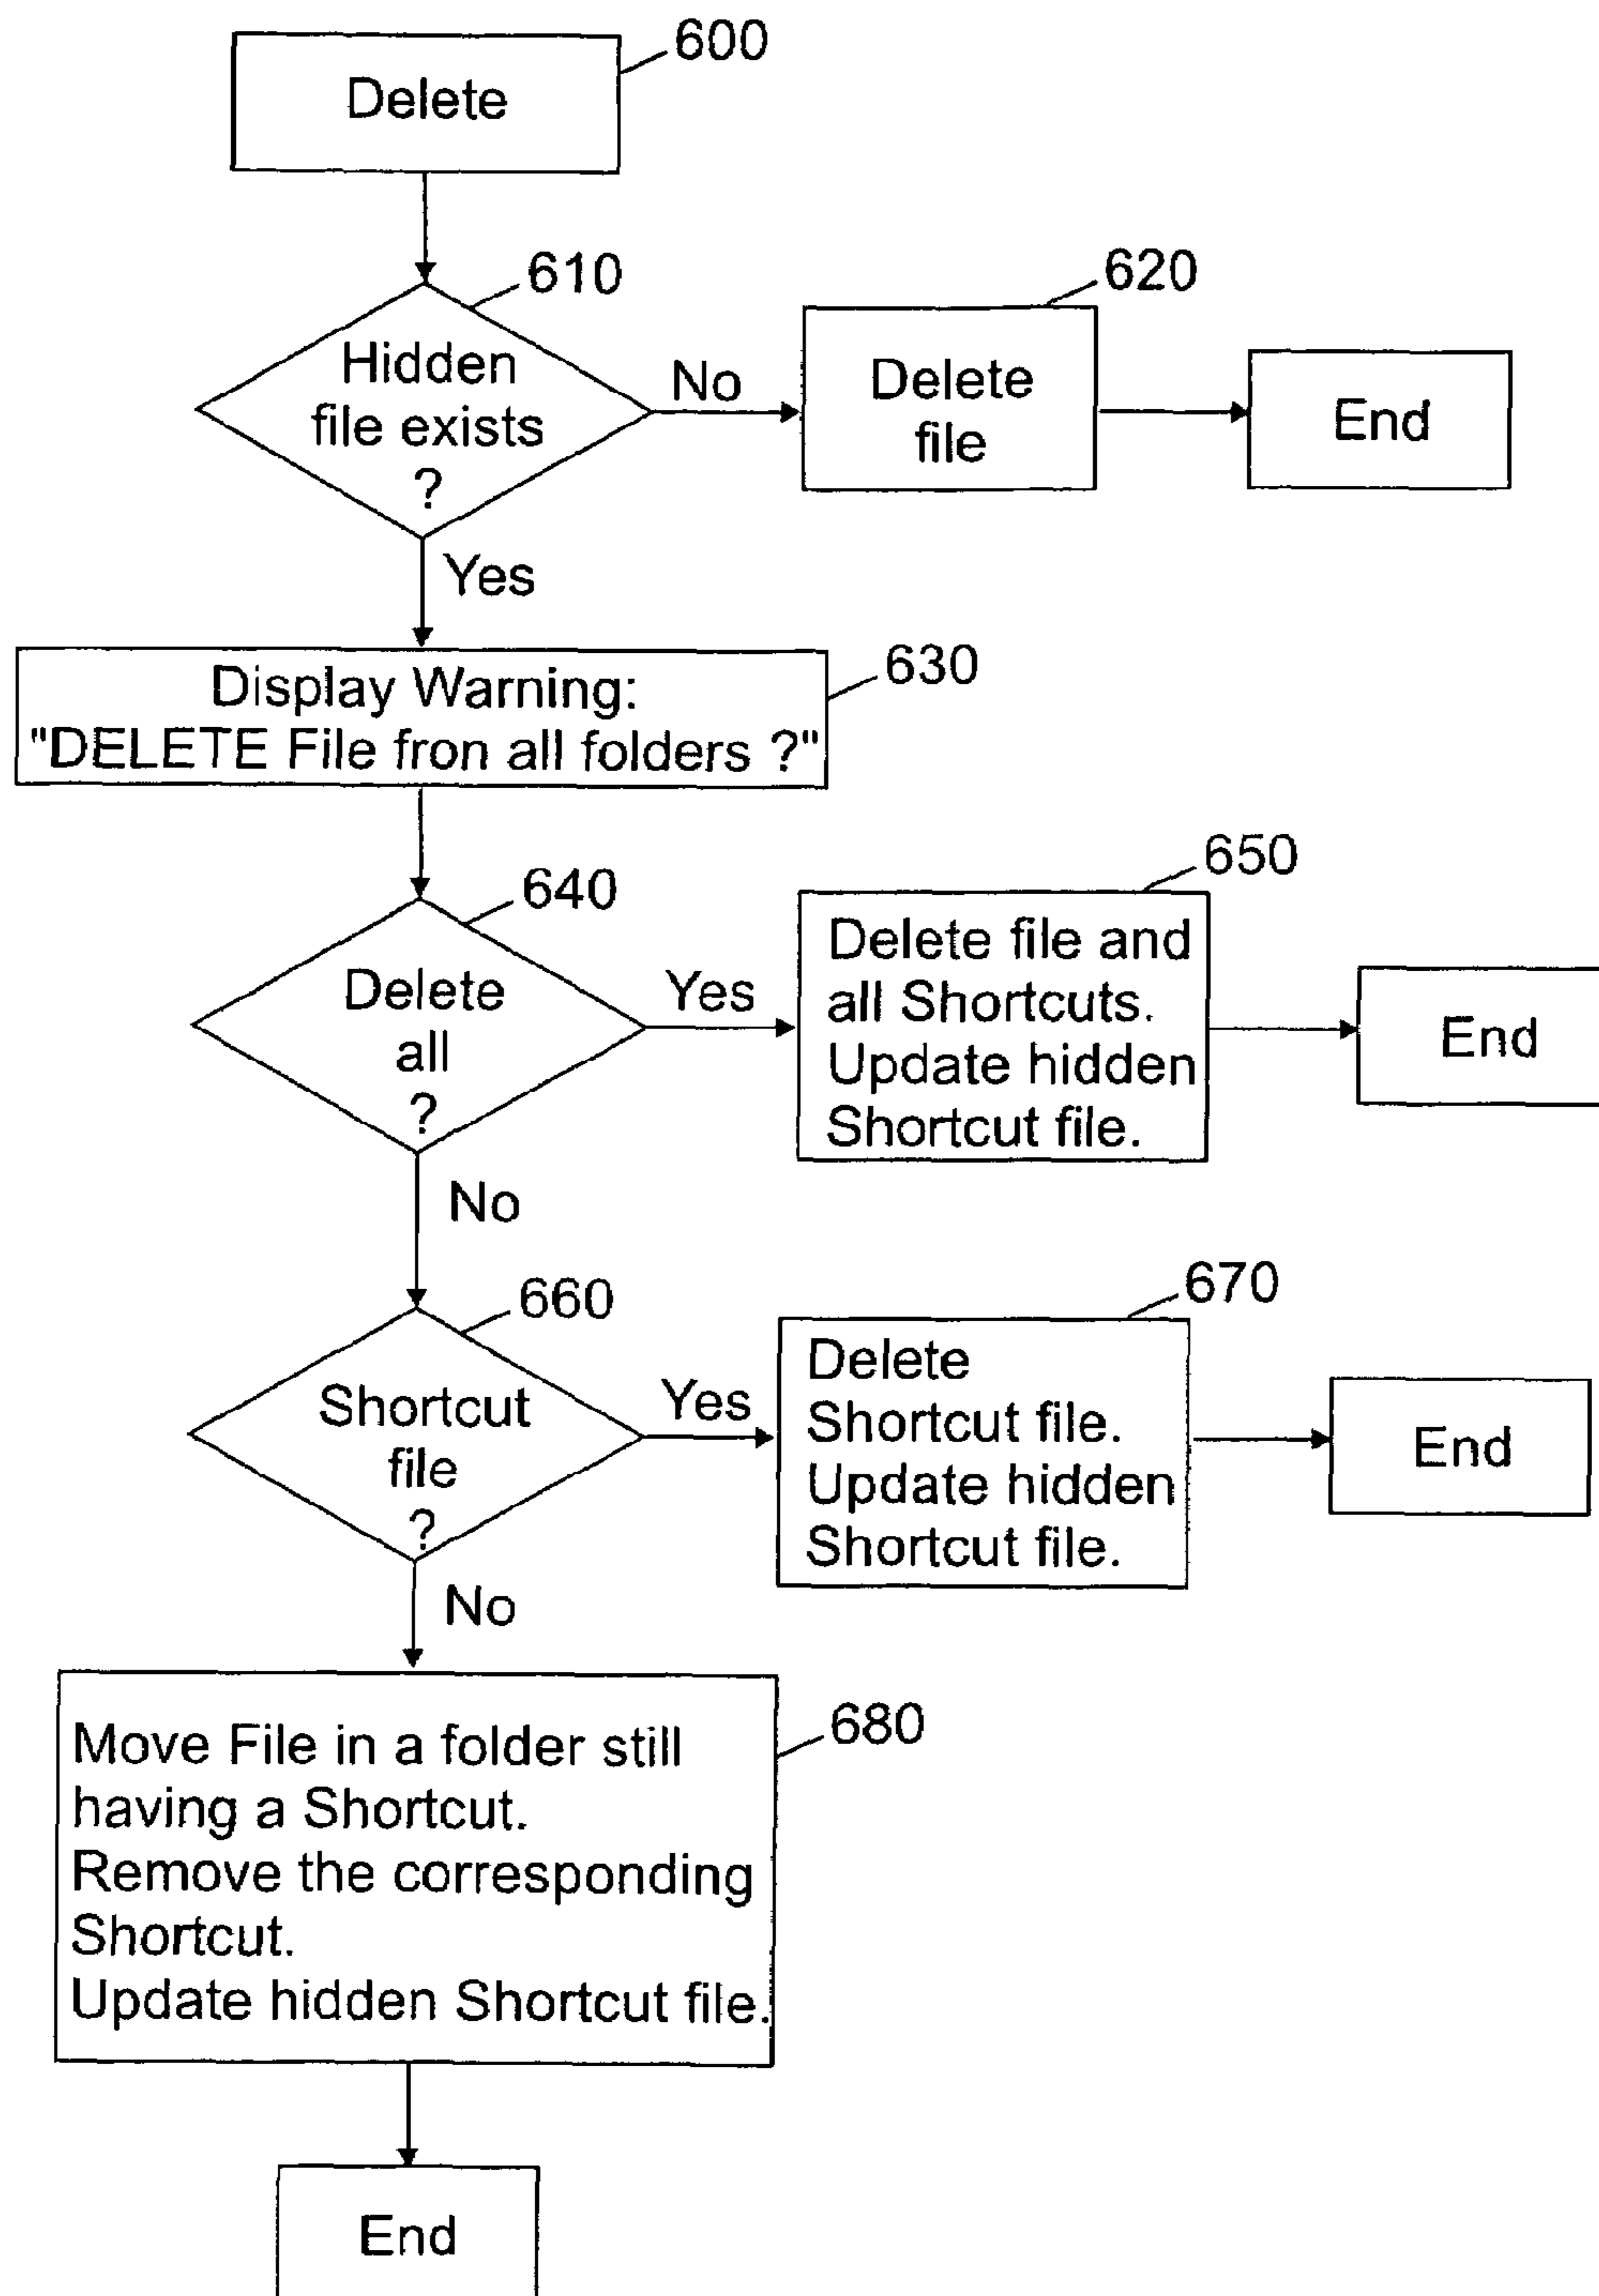 600
Delete
610
Hidden
file exists
?
No
620
Delete
file
End
Yes
Display Warning:
"DELETE File fron all folders ?"
630
640
Delete
all
?
Yes
650
Delete file and
all Shortcuts.
Update hidden
Shortcut file.
End
No
660
Shortcut
file
?
Yes
670
Delete
Shortcut file.
Update hidden
Shortcut file.
End
No
680
Move File in a folder still
having a Shortcut.
Remove the corresponding
Shortcut.
Update hidden Shortcut file.
End